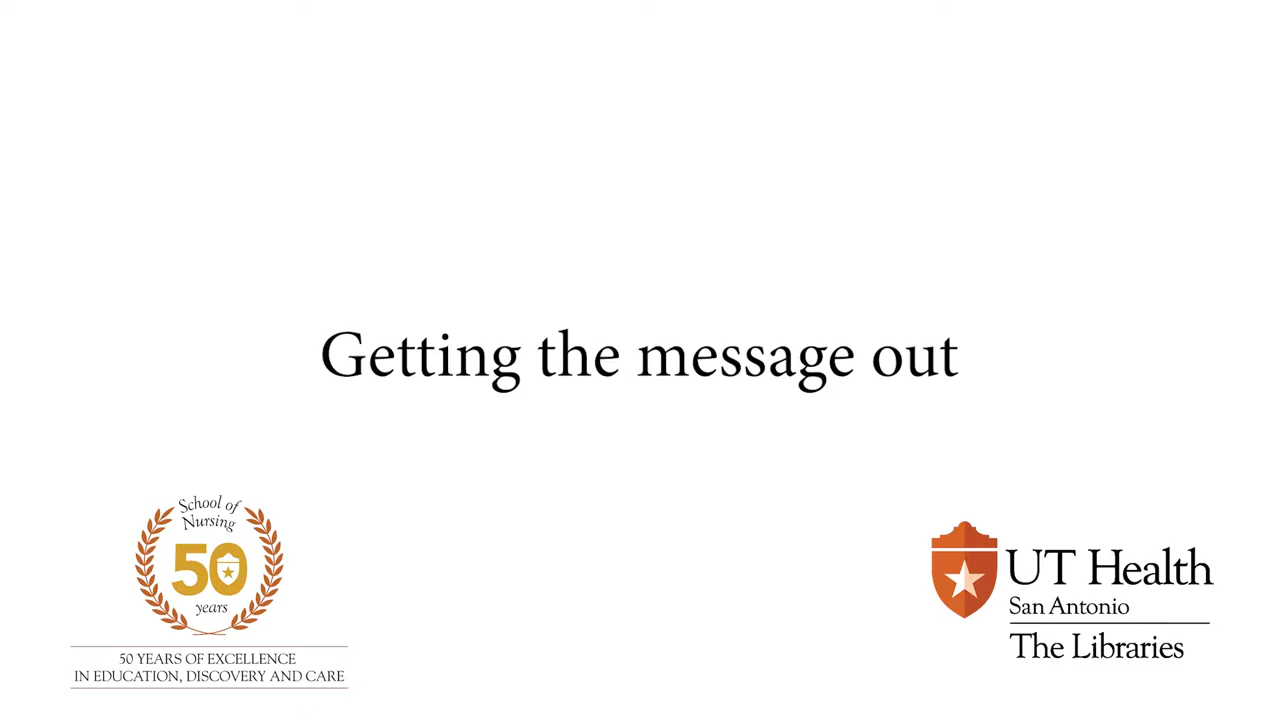 Getting the message out
School of
Nursing
50
years
50 YEARS OF EXCELLENCE
IN EDUCATION, DISCOVERY AND CARE
UT Health
San Antonio
The Libraries